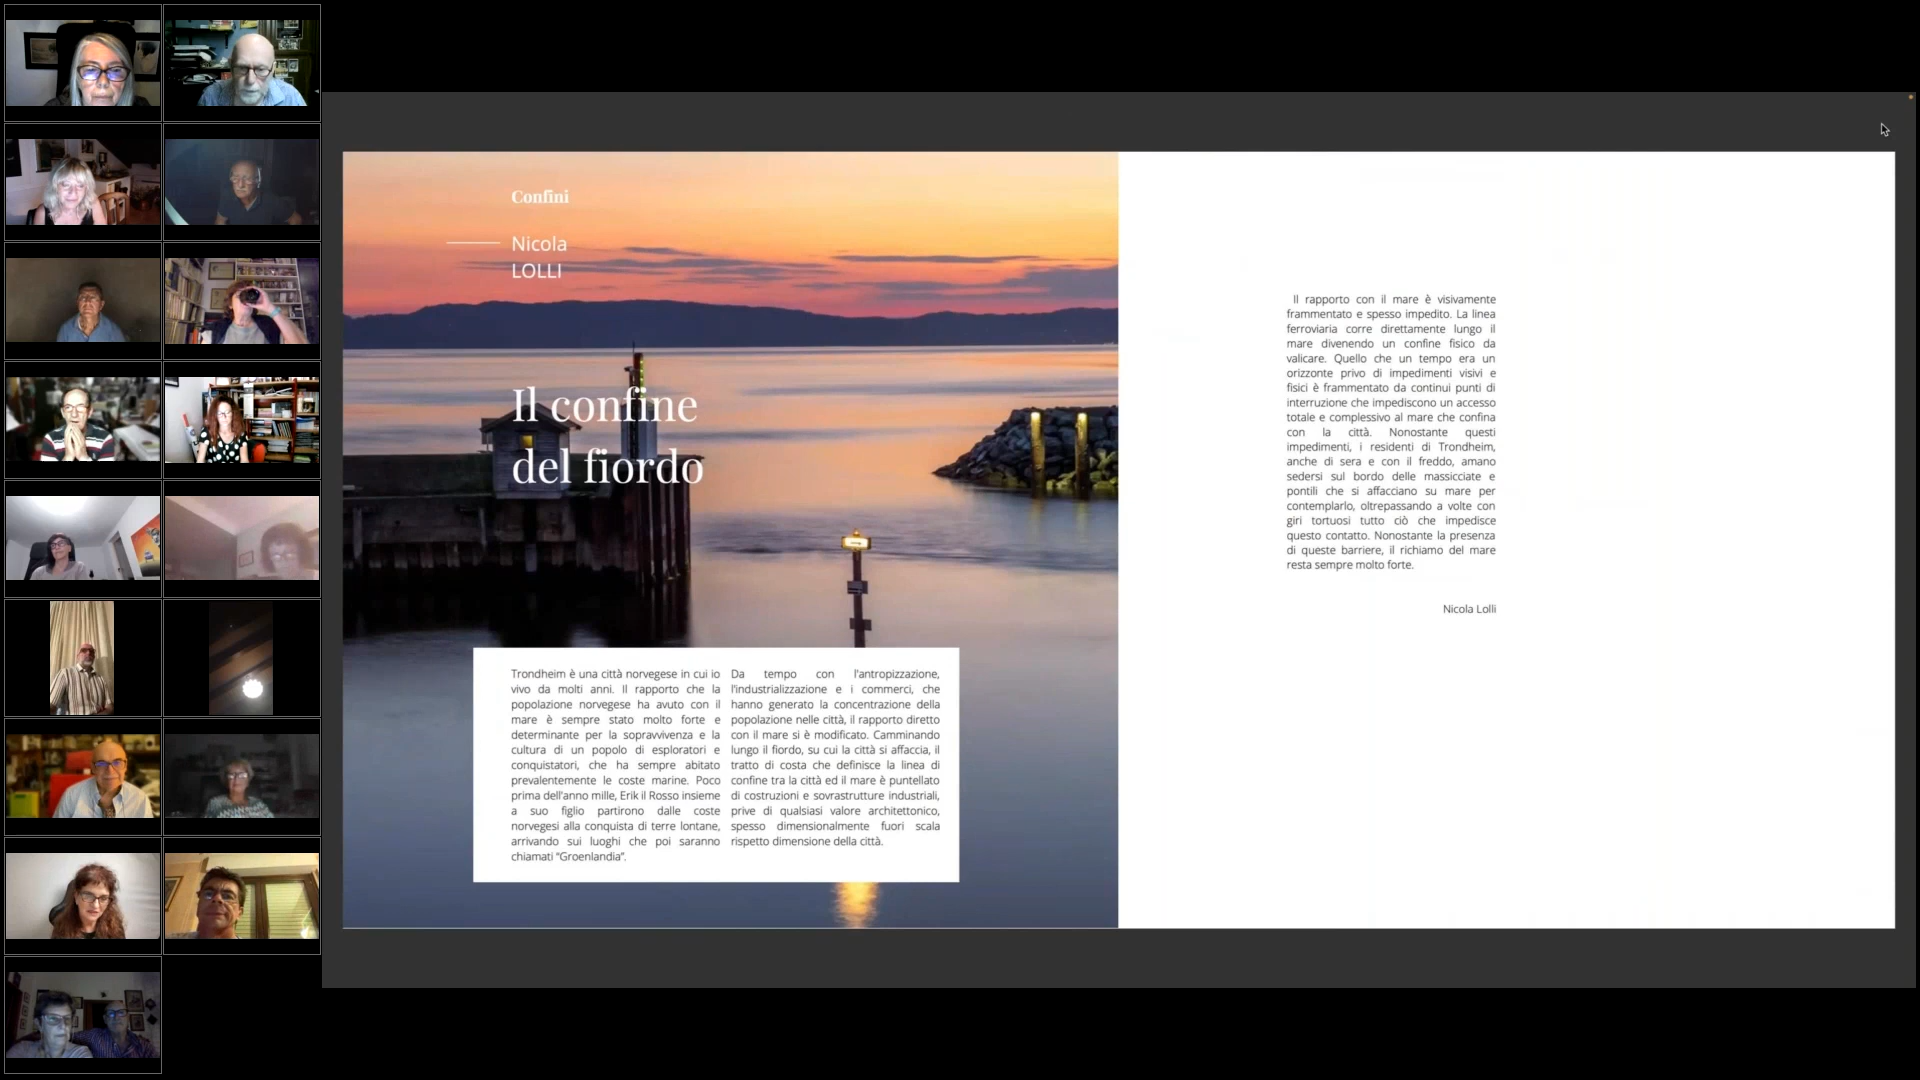 Confini
Nicola
LOLLI
Il confine
del fiordo
Trondheim è una città norvegese in cui io
vivo da molti anni. Il rapporto che la
popolazione norvegese ha avuto con il
mare è sempre stato molto forte e
determinante per la sopravvivenza e la
cultura di un popolo di esploratori e
conquistatori, che ha sempre abitato
prevalentemente le coste marine. Poco
prima dell'anno mille, Erik il Rosso insieme
a suo figlio partirono dalle coste
norvegesi alla conquista di terre lontane,
arrivando sui luoghi che poi saranno
chiamati "Groenlandia".
Da tempo con l'antropizzazione,
l'industrializzazione e i commerci, che
hanno generato la concentrazione della
popolazione nelle città, il rapporto diretto
con il mare si è modificato. Camminando
lungo il fiordo, su cui la città si affaccia, il
tratto di costa che definisce la linea di
confine tra la città ed il mare è puntellato
di costruzioni e sovrastrutture industriali,
prive di qualsiasi valore architettonico,
spesso dimensionalmente fuori scala
rispetto dimensione della città.
Il rapporto con il mare è visivamente
frammentato e spesso impedito. La linea
ferroviaria corre direttamente lungo il
mare divenendo un confine fisico da
valicare. Quello che un tempo era un
orizzonte privo di impedimenti visivi e
fisici è frammentato da continui punti di
interruzione che impediscono un accesso
totale e complessivo al mare che confina
con la città. Nonostante questi
impedimenti, i residenti di Trondheim,
anche di sera e con il freddo, amano
sedersi sul bordo delle massicciate e
pontili che si affacciano su mare per
contemplarlo, oltrepassando a volte con
giri tortuosi tutto ciò che impedisce
questo contatto. Nonostante la presenza
di queste barriere, il richiamo del mare
resta sempre molto forte.
Nicola Lolli